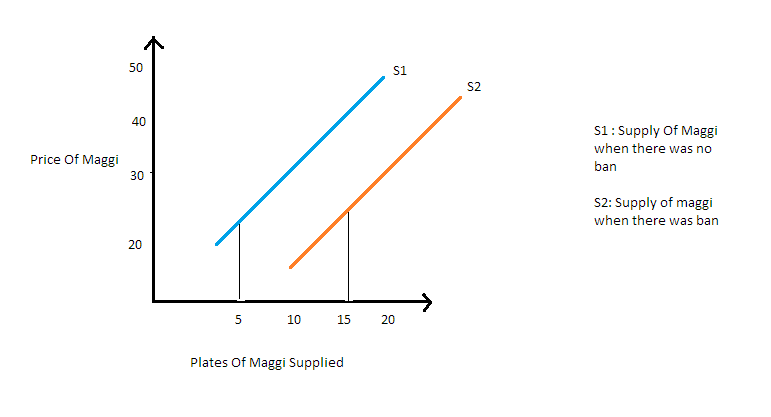 50
S1
S2
40
Price Of Maggi
30
20
5 10 15 20
Plates Of Maggi Supplied
S1 : Supply Of Maggi
when there was no
ban
S2: Supply of maggi
when there was ban